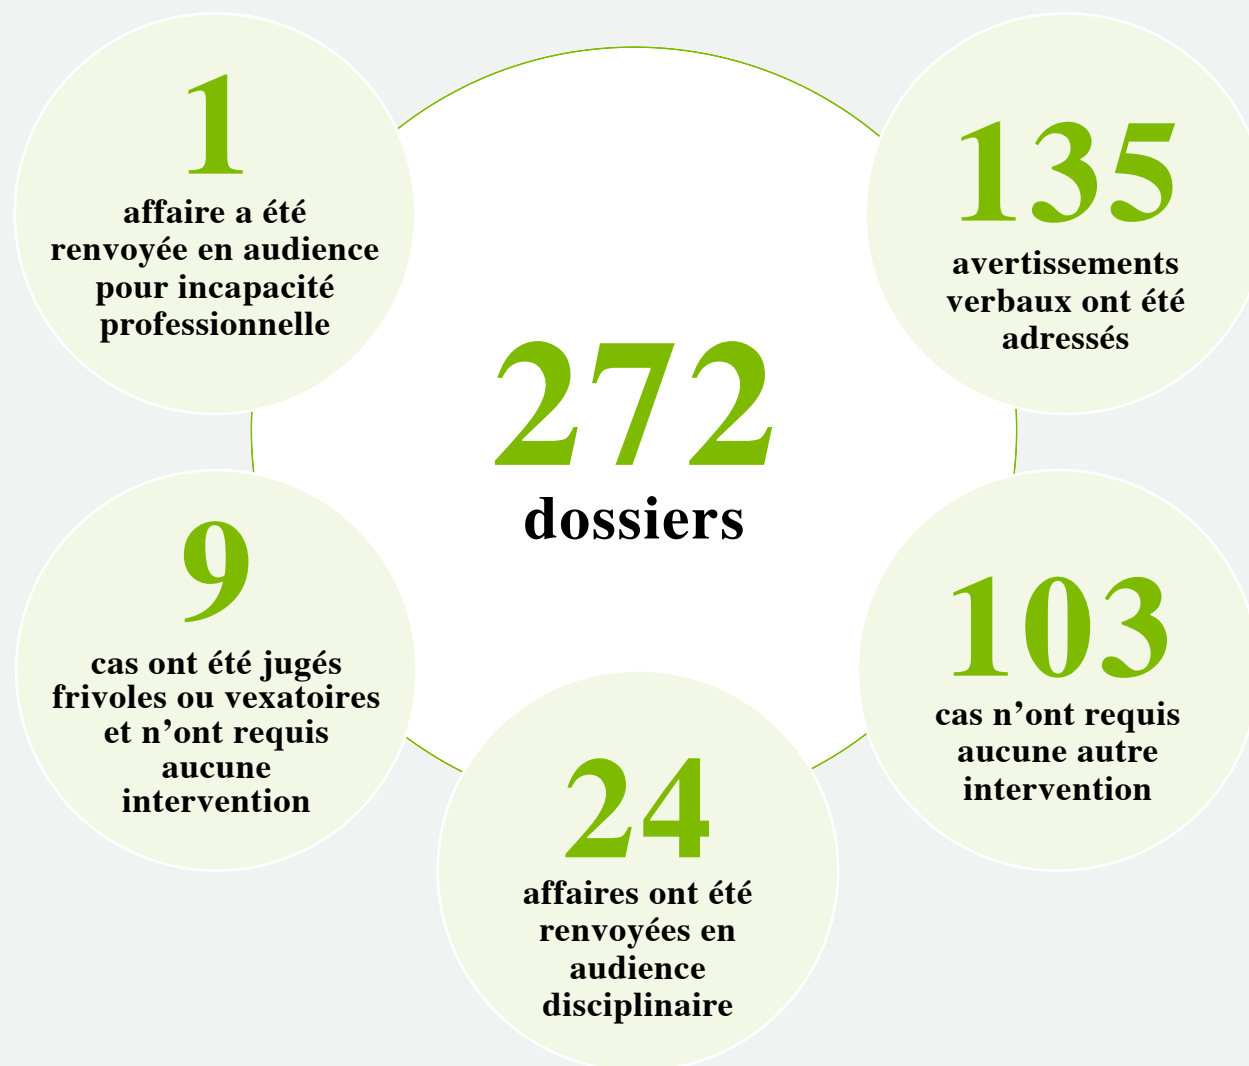 1
affaire a été
renvoyée en audience
pour incapacité
professionnelle
135
avertissements
verbaux ont été
adressés
272
dossiers
9
cas ont été jugés
frivoles ou vexatoires
et n’ont requis
aucune
intervention
103
cas n’ont requis
aucune autre
intervention
24
affaires ont été
renvoyées en
audience
disciplinaire